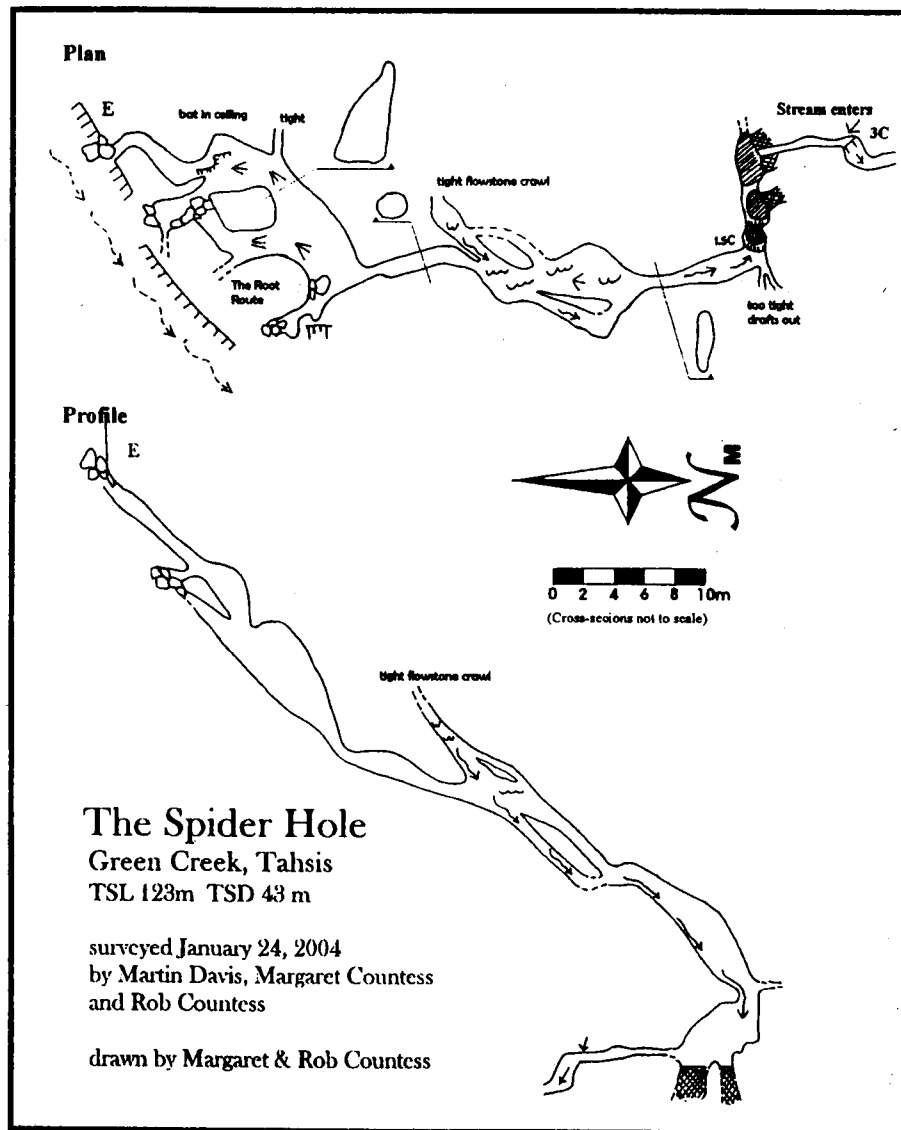 Plan
E
bat in ceiling
tight
Stream enters
3C
tight flowstone crawl
1.5C
The Root
Route
too tight
drafts out
Profile
E
N
M
0 2 4 6 8 10m
(Cross-secions not to scale)
tight flowstone crawl
The Spider Hole
Green Creek, Tahsis
TSL 123m TSD 43 m
surveyed January 24, 2004
by Martin Davis, Margaret Countess
and Rob Countess
drawn by Margaret & Rob Countess